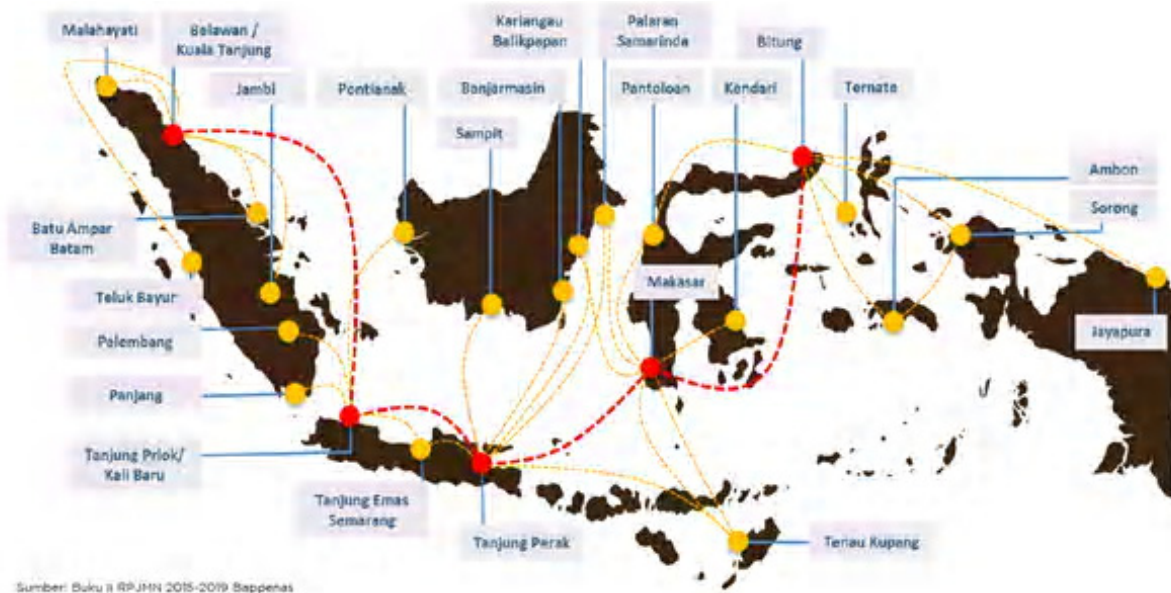 Malahayati
Belawan /
Kuala Tanjung
Jambi
Pontianak
Sampit
Banjarmasin
Kariangau
Balikpapan
Palaran
Samarinda
Pantoloan
Kendari
Bitung
Ternate
Ambon
Sorong
Batu Ampar
Batam
Teluk Bayur
Palembang
Panjang
Tanjung Priok/
Kali Baru
Tanjung Emas
Semarang
Tanjung Perak
Makasar
Tenau Kupang
Jayapura
Sumber: Buku II RPJMN 2015-2019 Bappenas